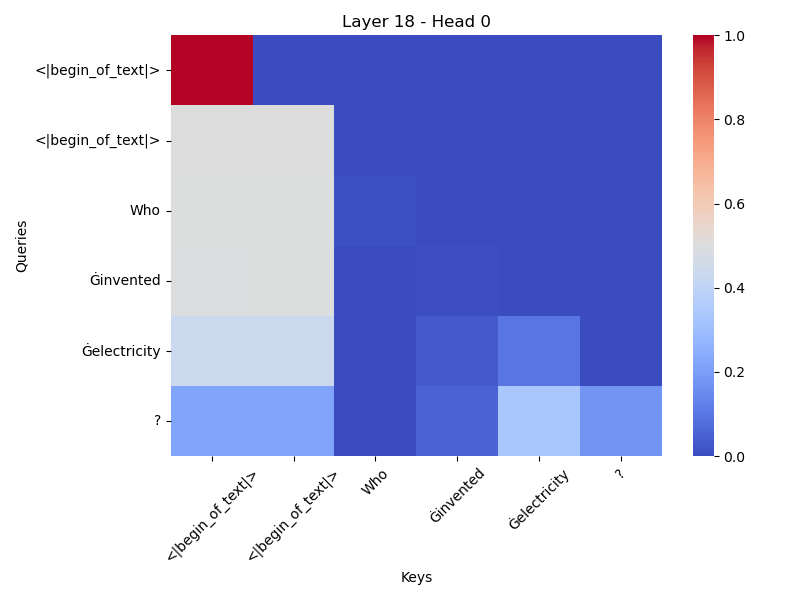 Layer 18 - Head 0
<|begin_of_text|>
<|begin_of_text|>
Who
Ġinvented
Ġelectricity
?
Queries
<|begin_of_text|>
<|begin_of_text|>
Who
Ġinvented
Ġelectricity
?
Keys
1.0
0.8
0.6
0.4
0.2
0.0